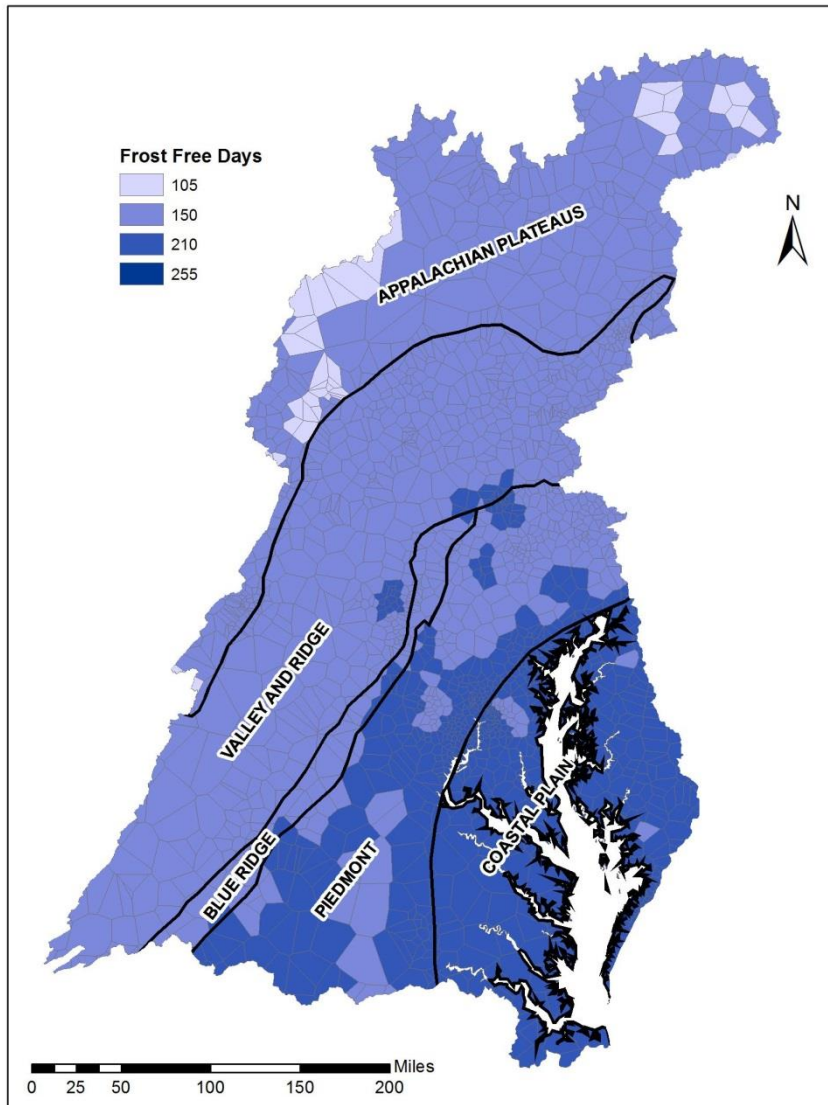 Frost Free Days
105
150
210
255
N
APPALACHIAN PLATEAUS
VALLEY AND RIDGE
BLUE RIDGE
PIEDMONT
COASTAL PLAIN
Miles
0 25 50 100 150 200